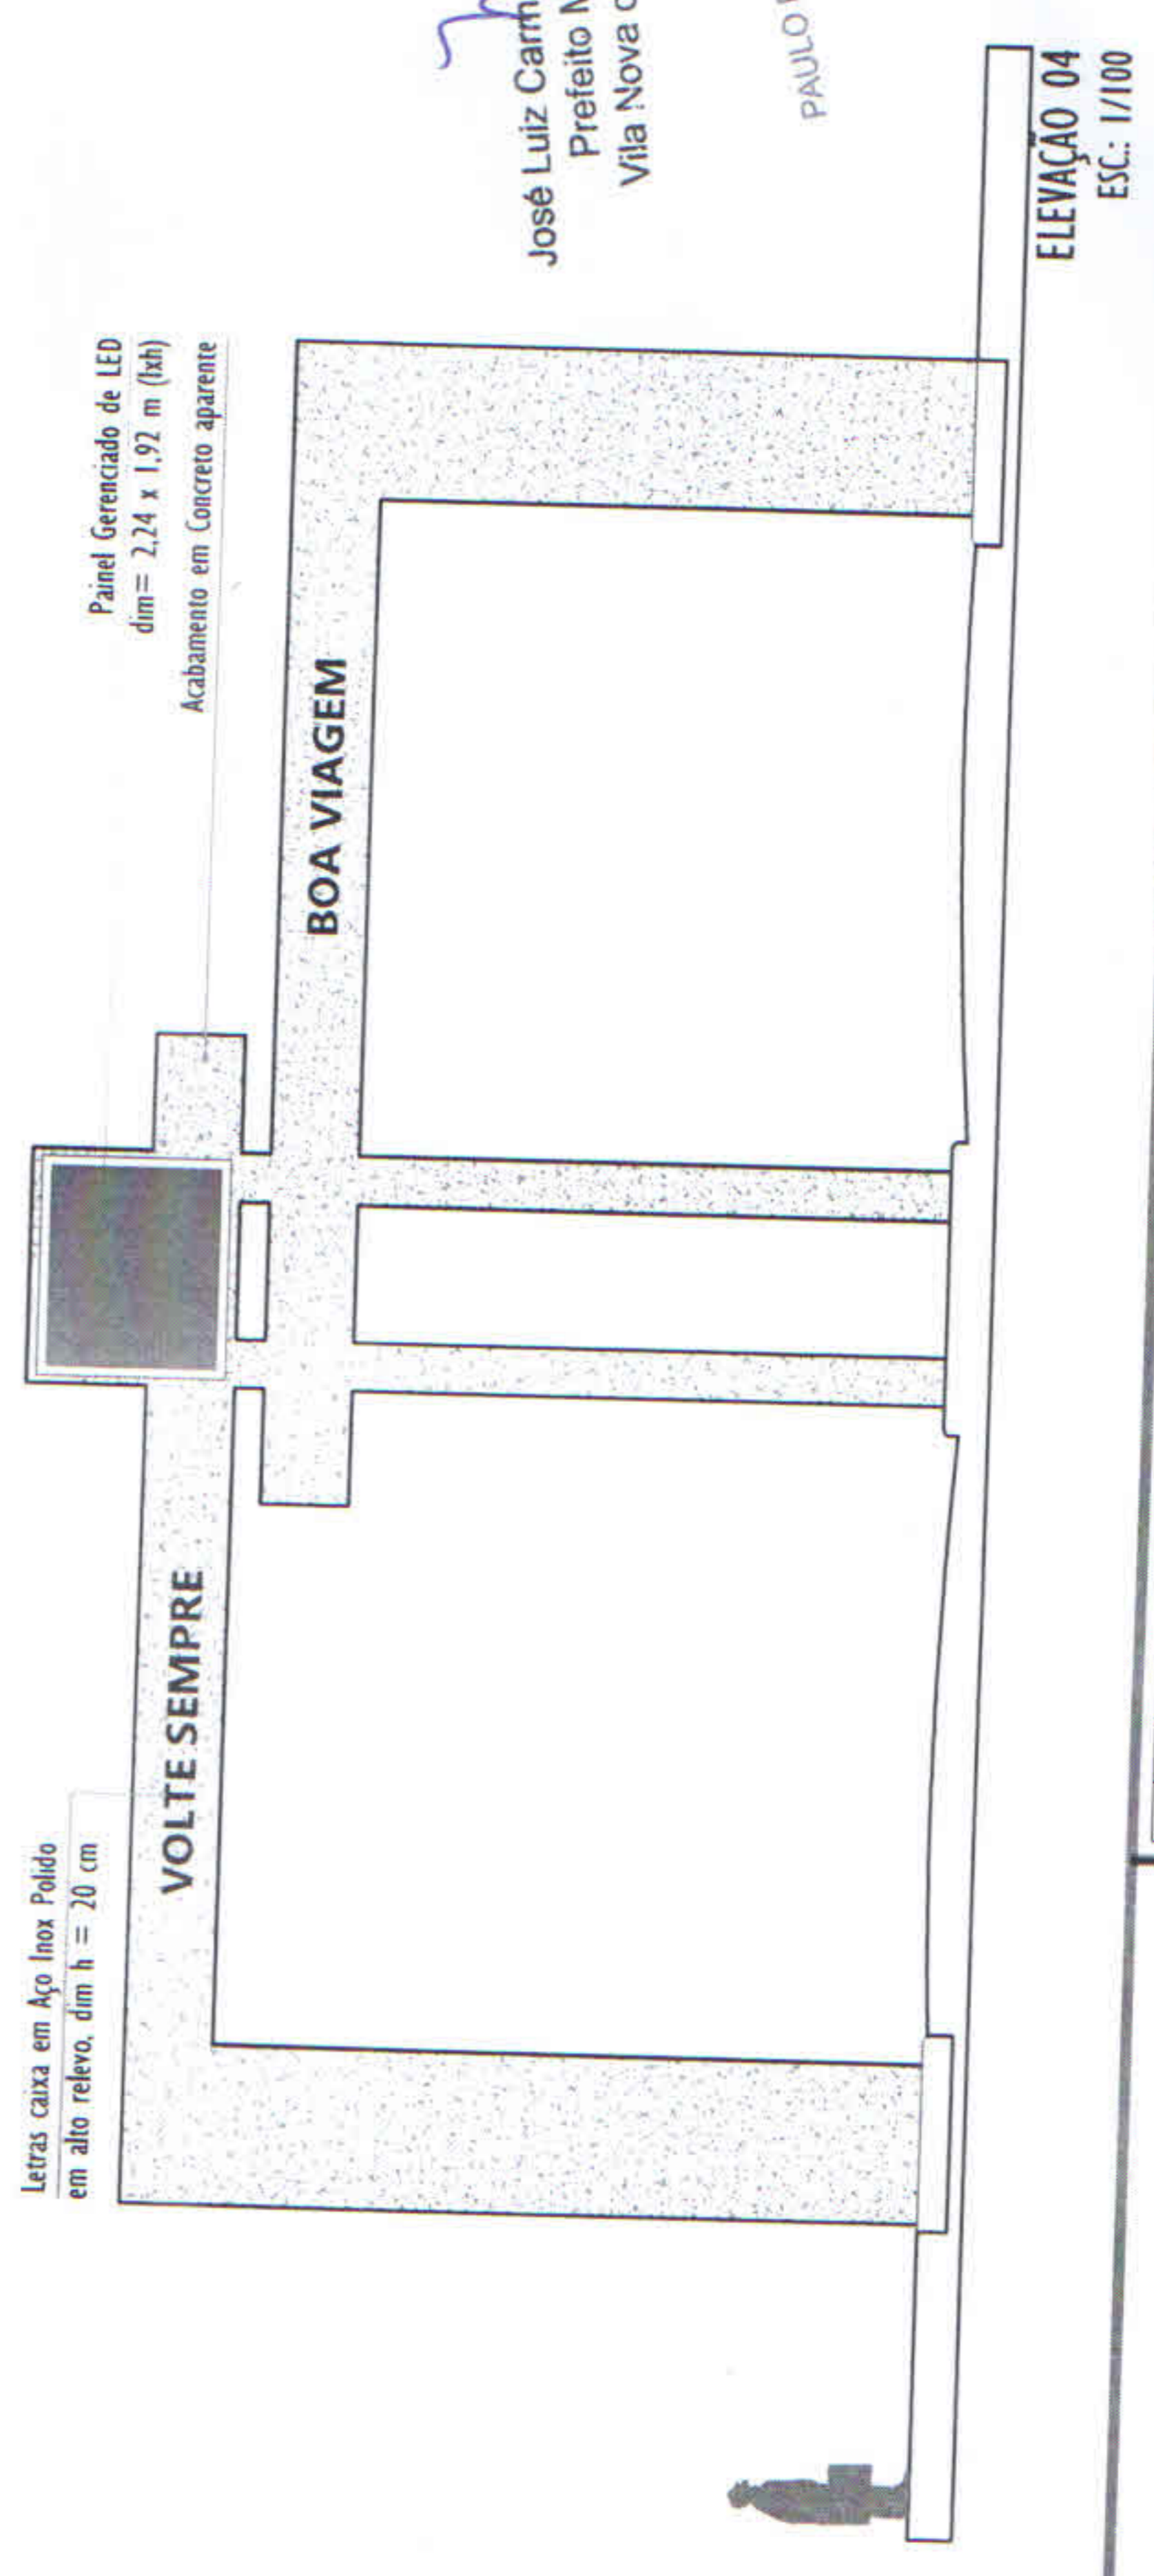 Letras caixa em Aço Inox Polido
em alto relevo, dim h = 20 cm
Painel Gerenciado de LED
dim= 2,24 x 1,92 m (lxh)
Acabamento em Concreto aparente
VOLTE SEMPRE
BOA VIAGEM
José Luiz Carm
Prefeito M
Vila Nova
PAULO
ELEVAÇÃO 04
ESC.: 1/100